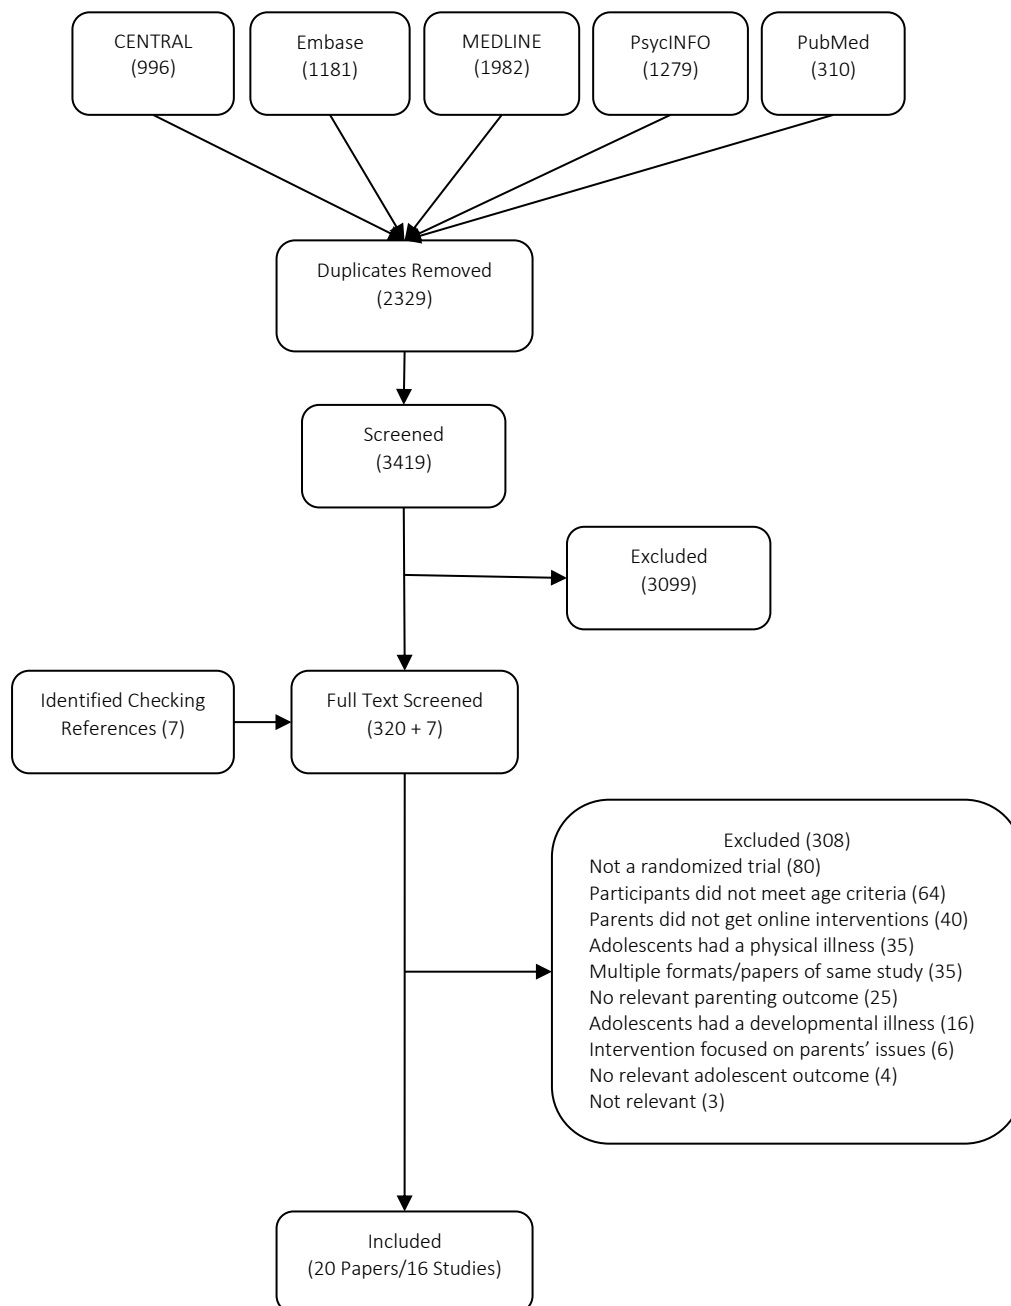 CENTRAL
(996)
Embase
(1181)
MEDLINE
(1982)
PsycINFO
(1279)
PubMed
(310)
Duplicates Removed
(2329)
Screened
(3419)
Excluded
(3099)
Identified Checking
References (7)
Full Text Screened
(320 + 7)
Excluded (308)
Not a randomized trial (80)
Participants did not meet age criteria (64)
Parents did not get online interventions (40)
Adolescents had a physical illness (35)
Multiple formats/papers of same study (35)
No relevant parenting outcome (25)
Adolescents had a developmental illness (16)
Intervention focused on parents’ issues (6)
No relevant adolescent outcome (4)
Not relevant (3)
Included
(20 Papers/16 Studies)